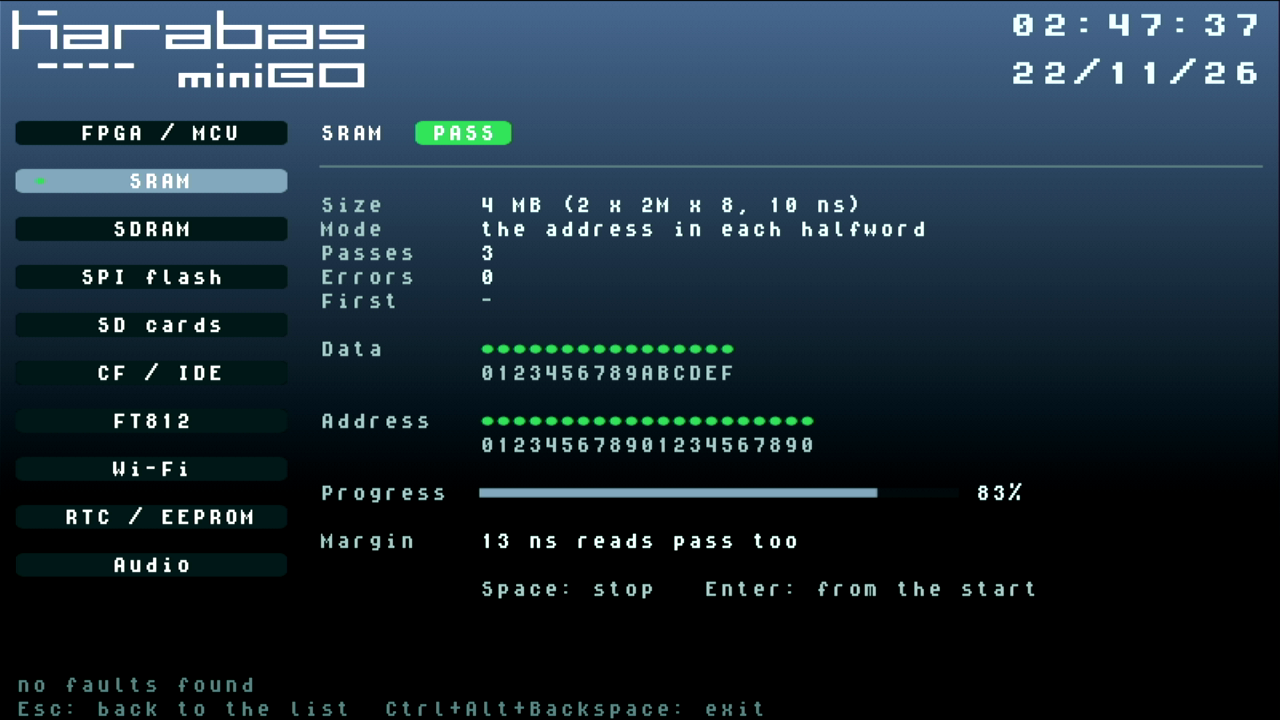 karabas
miniGO
02:47:37
22/11/26
FPGA / MCU
SRAM
SDRAM
SPI flash
SD cards
CF / IDE
FT812
Wi-Fi
RTC / EEPROM
Audio
SRAM PASS
Size 4 MB (2 x 2M x 8, 10 ns)
Mode the address in each halfword
Passes 3
Errors 0
First -
Data
0123456789ABCDEF
Address
012345678901234567890
Progress 83%
Margin 13 ns reads pass too
Space: stop Enter: from the start
no faults found
Esc: back to the list Ctrl+Alt+Backspace: exit